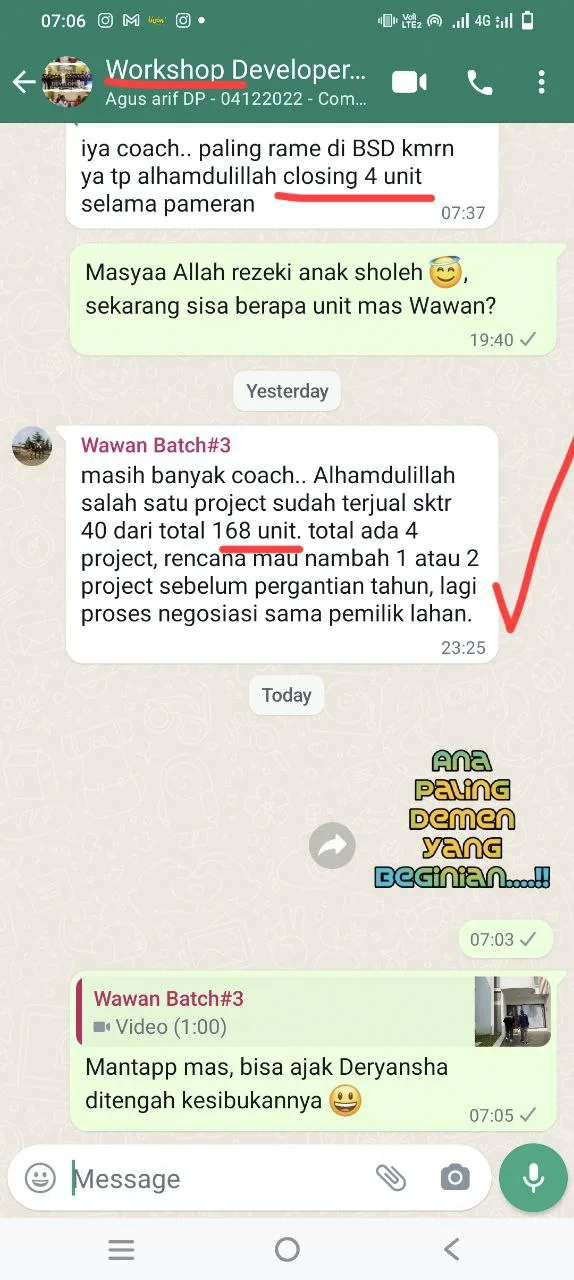 07:06
Vo)) LTE2 4G
Workshop Developer...
Agus arif DP - 04122022 - Com...
iya coach.. paling rame di BSD kmrn
ya tp alhamdulillah closing 4 unit
selama pameran
07:37
Masyaa Allah rezeki anak sholeh 😇,
sekarang sisa berapa unit mas Wawan?
19:40
Yesterday
Wawan Batch#3
masih banyak coach.. Alhamdulillah
salah satu project sudah terjual sktr
40 dari total 168 unit. total ada 4
project, rencana mau nambah 1 atau 2
project sebelum pergantian tahun, lagi
proses negosiasi sama pemilik lahan.
23:25
Today
Ana
Paling
Demen
yang
Beginian....!!
07:03
Wawan Batch#3
Video (1:00)
Mantapp mas, bisa ajak Deryansha
ditengah kesibukannya 😃
07:05
Message